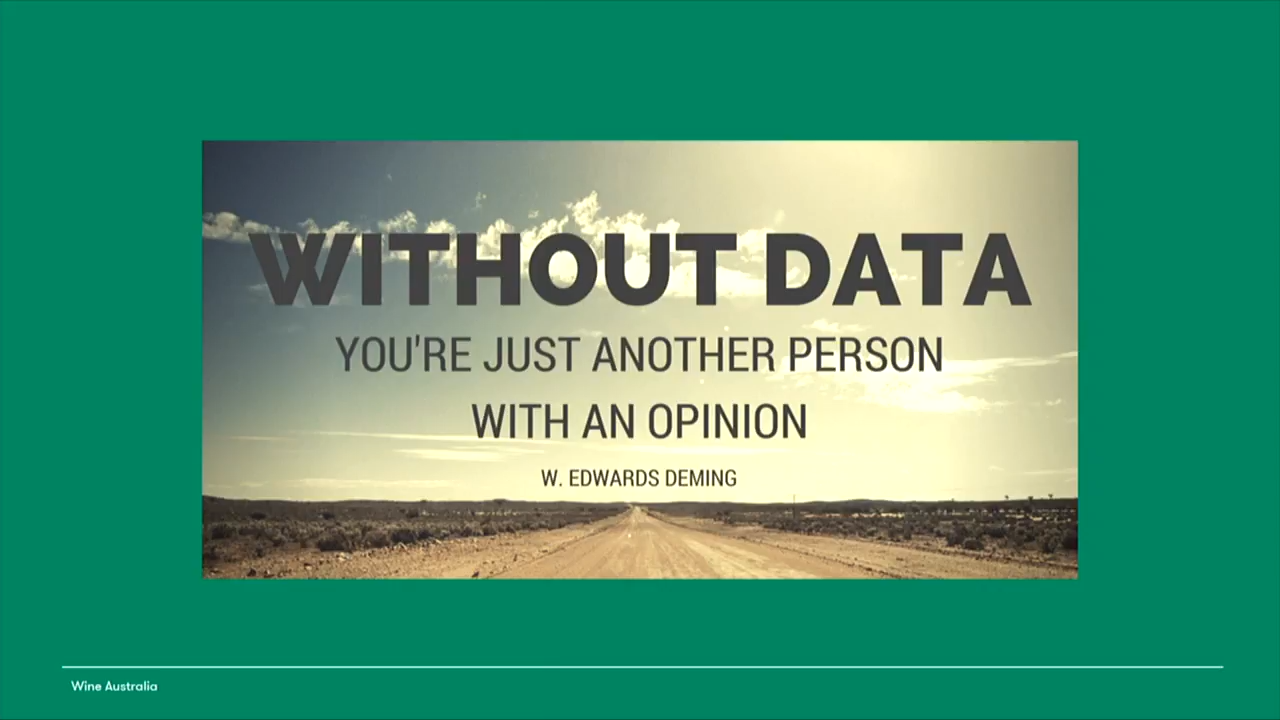 WITHOUT DATA
YOU'RE JUST ANOTHER PERSON
WITH AN OPINION
W. EDWARDS DEMING
Wine Australia